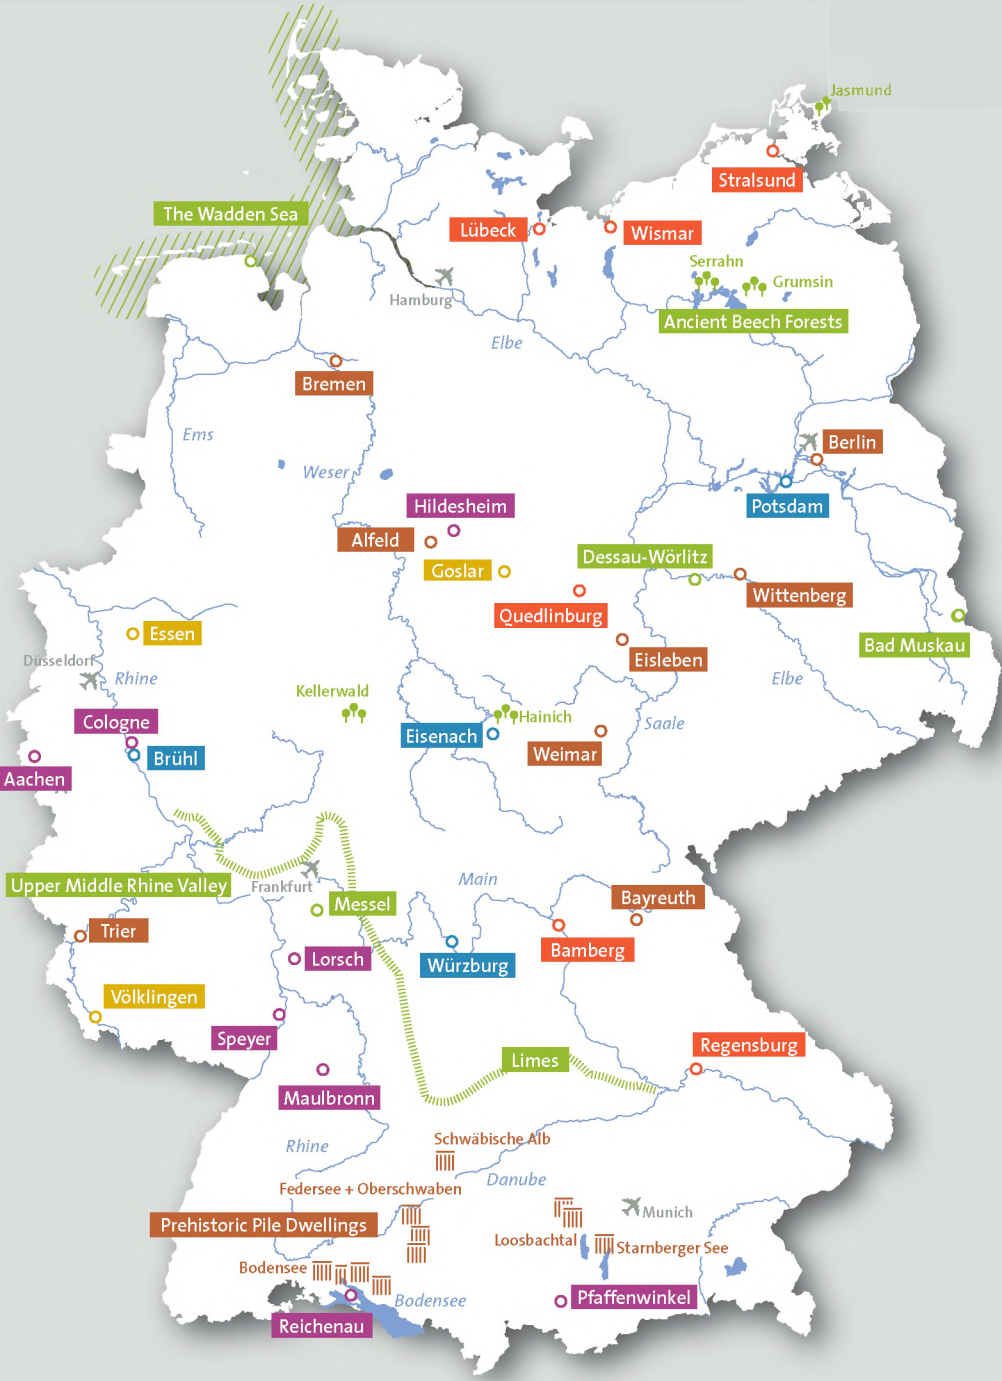 Jasmund
Stralsund
The Wadden Sea
Lübeck
Wismar
Serrahn
Grumsin
Hamburg
Ancient Beech Forests
Elbe
Bremen
Ems
Berlin
Weser
Hildesheim
Potsdam
Alfeld
Dessau-Wörlitz
Goslar
Wittenberg
Quedlinburg
Essen
Bad Muskau
Düsseldorf
Eisleben
Rhine
Elbe
Kellerwald
Cologne
Hainich
Saale
Eisenach
Brühl
Weimar
Aachen
Upper Middle Rhine Valley
Frankfurt
Main
Bayreuth
Messel
Trier
Bamberg
Lorsch
Würzburg
Völklingen
Speyer
Regensburg
Limes
Maulbronn
Schwäbische Alb
Rhine
Danube
Federsee + Oberschwaben
Munich
Prehistoric Pile Dwellings
Loosbachtal
Starnberger See
Bodensee
Pfaffenwinkel
Bodensee
Reichenau